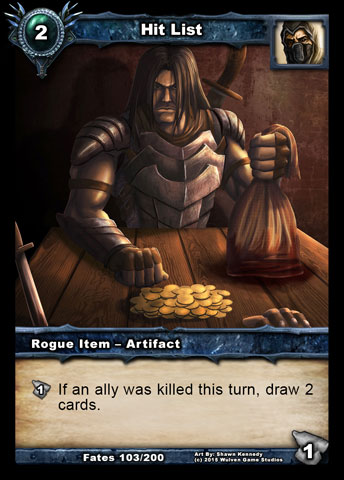 2
Hit List
Rogue Item – Artifact
1 If an ally was killed this turn, draw 2
cards.
Fates 103/200
Art By: Shawn Kennedy
(c) 2015 Wulven Game Studios
1